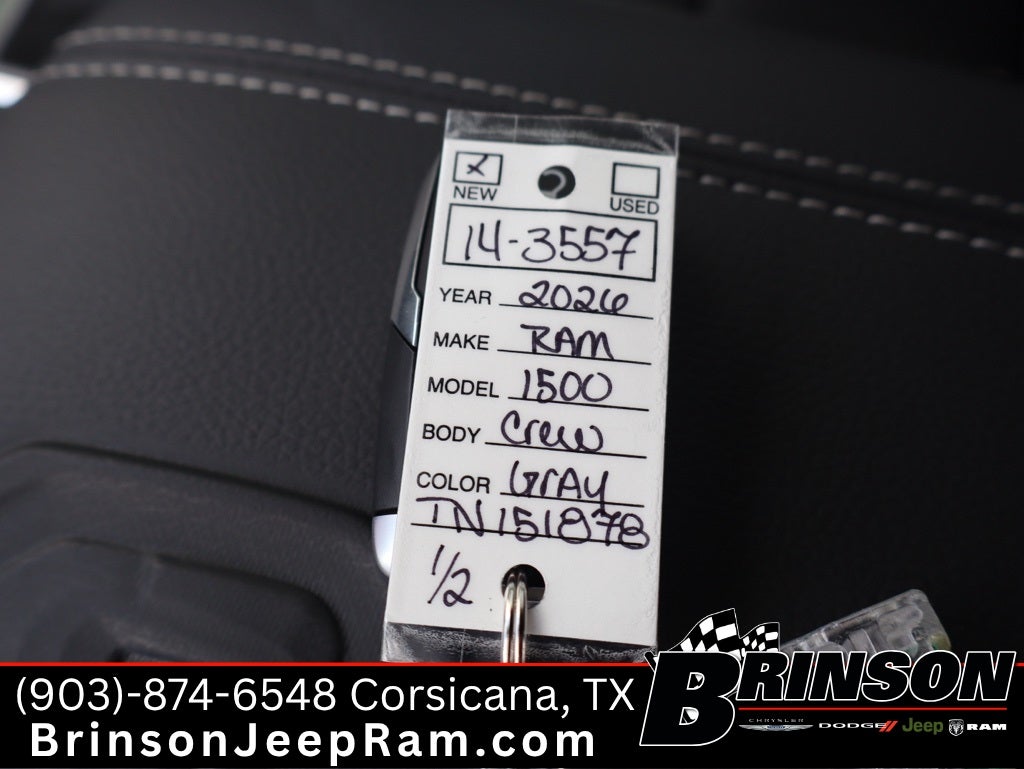 NEW USED
14-3557
YEAR 2026
MAKE RAM
MODEL 1500
BODY Crew
COLOR GRAY
TN151878
1/2
(903)-874-6548 Corsicana, TX
BrinsonJeepRam.com
BRINSON
CHRYSLER DODGE Jeep RAM